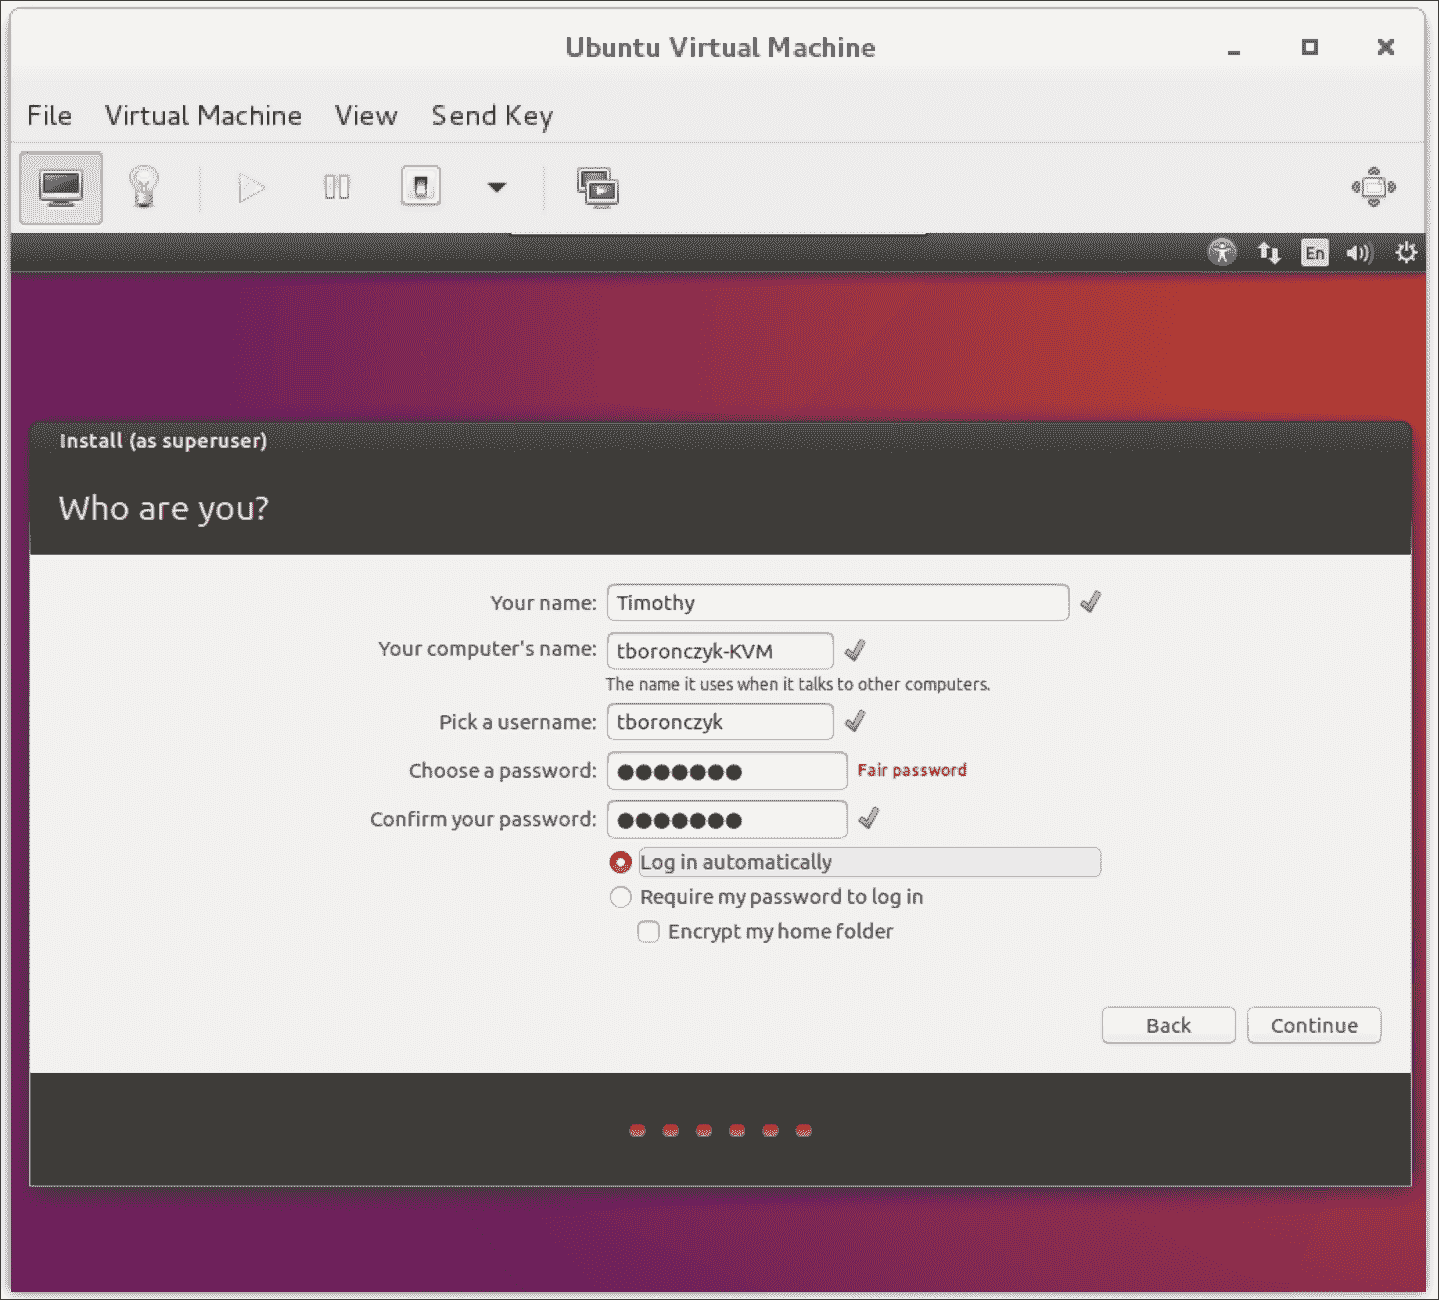 Ubuntu Virtual Machine
File Virtual Machine View Send Key
En
Install (as superuser)
Who are you?
Your name: Timothy
Your computer's name: tboronczyk-KVM
The name it uses when it talks to other computers.
Pick a username: tboronczyk
Choose a password: ●●●●●●● Fair password
Confirm your password: ●●●●●●●
Log in automatically
Require my password to log in
Encrypt my home folder
Back Continue